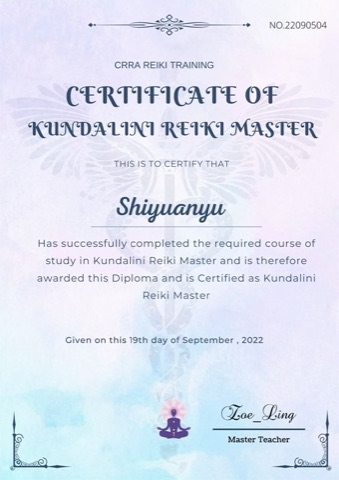 NO.22090504
CRRA REIKI TRAINING
CERTIFICATE OF
KUNDALINI REIKI MASTER
THIS IS TO CERTIFY THAT
Shiyuanyu
Has successfully completed the required course of
study in Kundalini Reiki Master and is therefore
awarded this Diploma and is Certified as Kundalini
Reiki Master
Given on this 19th day of September , 2022
Zoe_Ling
Master Teacher